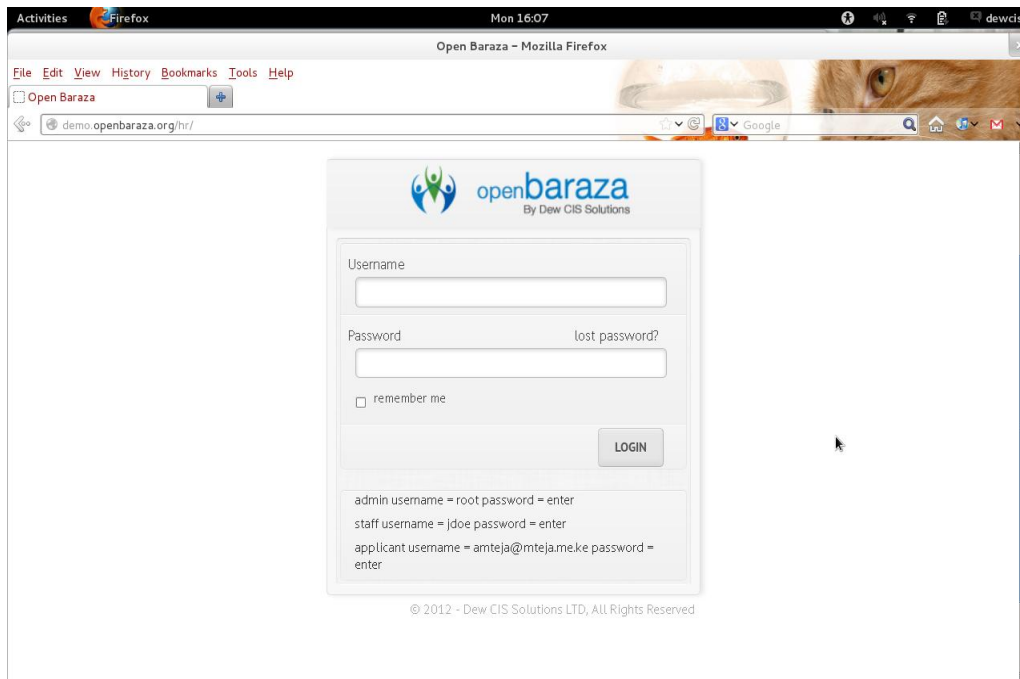 Activities Firefox Mon 16:07 dewcis
Open Baraza - Mozilla Firefox
File Edit View History Bookmarks Tools Help
Open Baraza
demo.openbaraza.org/hr/ Google
openbaraza
By Dew CIS Solutions
Username
Password lost password?
remember me
LOGIN
admin username = root password = enter
staff username = jdoe password = enter
applicant username = amteja@mteja.me.ke password =
enter
© 2012 - Dew CIS Solutions LTD, All Rights Reserved